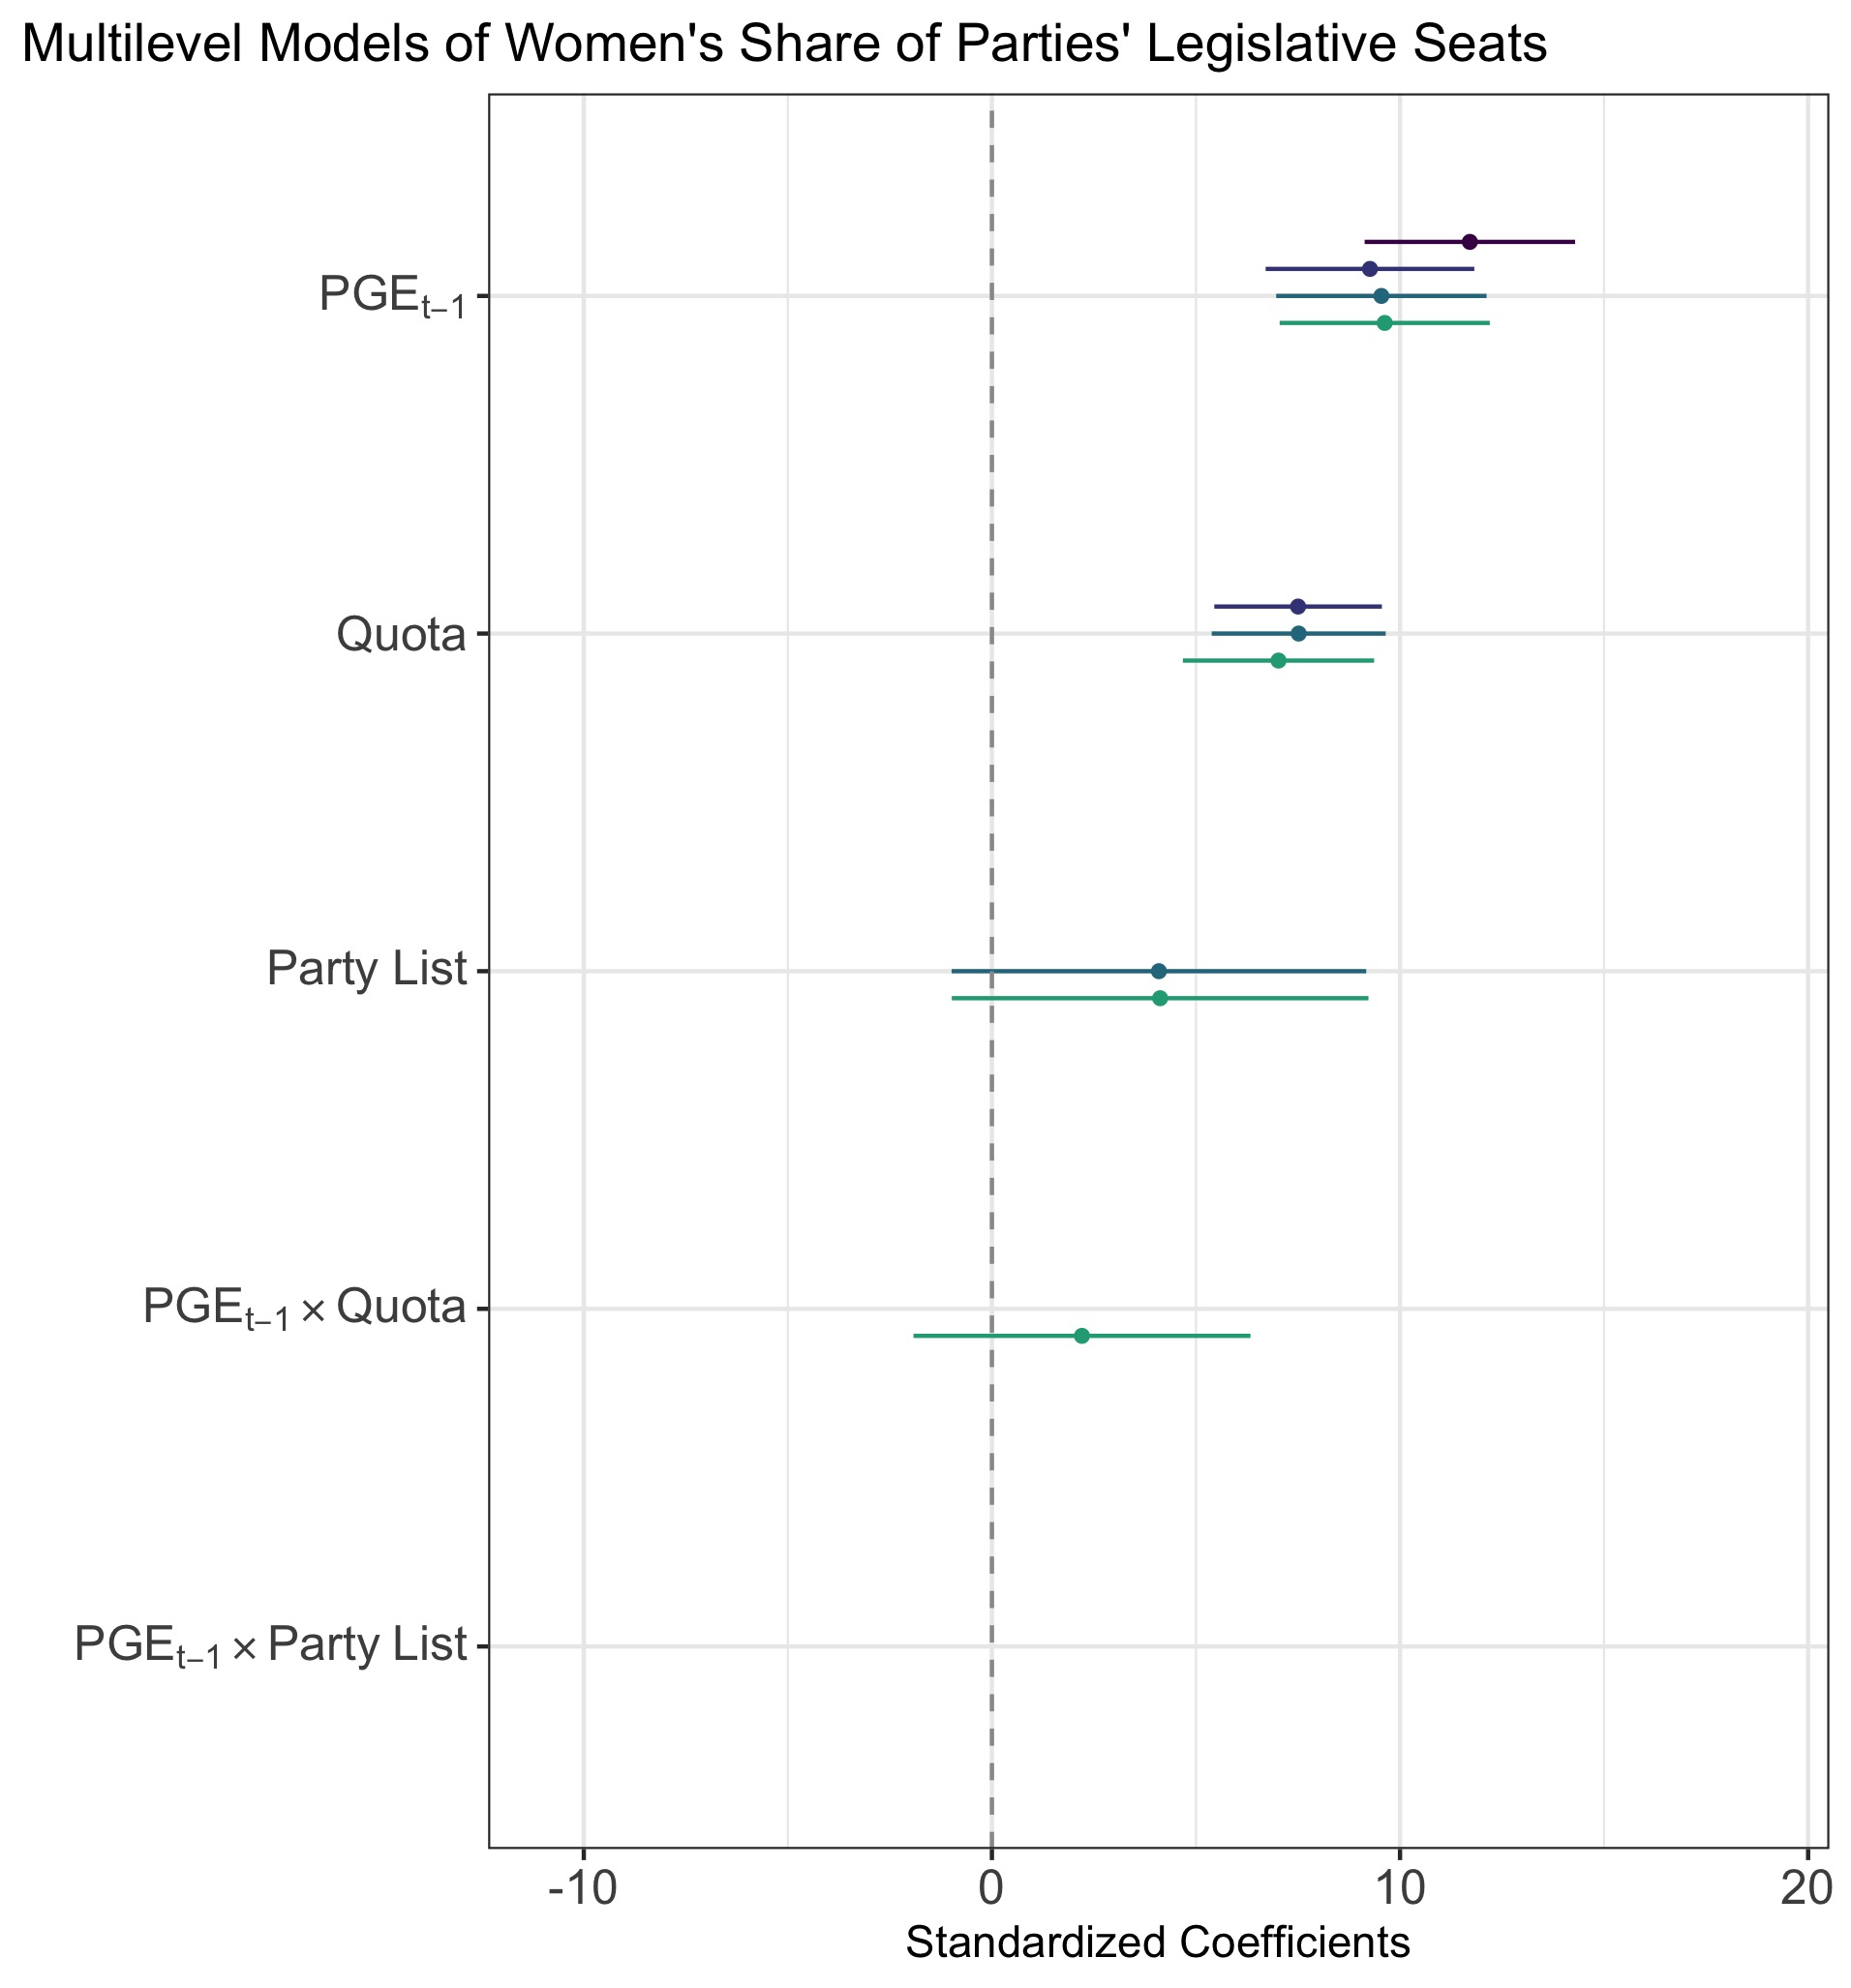 Multilevel Models of Women's Share of Parties' Legislative Seats
PGEt−1
Quota
Party List
PGEt−1 × Quota
PGEt−1 × Party List
-10 0 10 20
Standardized Coefficients